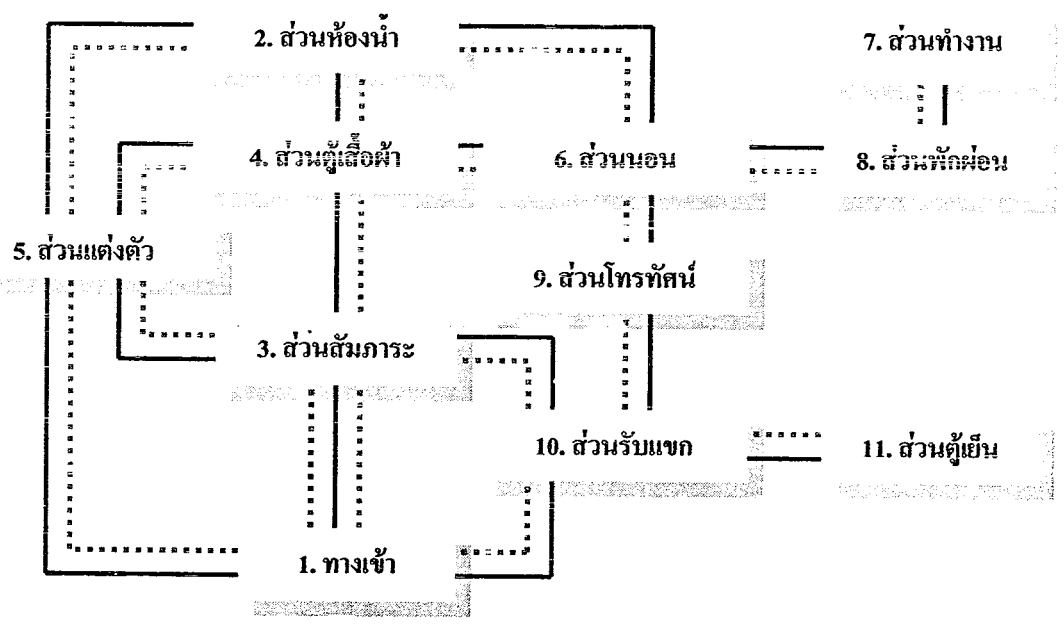 2. ส่วนห้องน้ำ
7. ส่วนทำงาน
4. ส่วนตู้เสื้อผ้า
6. ส่วนนอน
8. ส่วนพักผ่อน
5. ส่วนแต่งตัว
9. ส่วนโทรทัศน์
3. ส่วนสัมภาระ
10. ส่วนรับแขก
11. ส่วนตู้เย็น
1. ทางเข้า